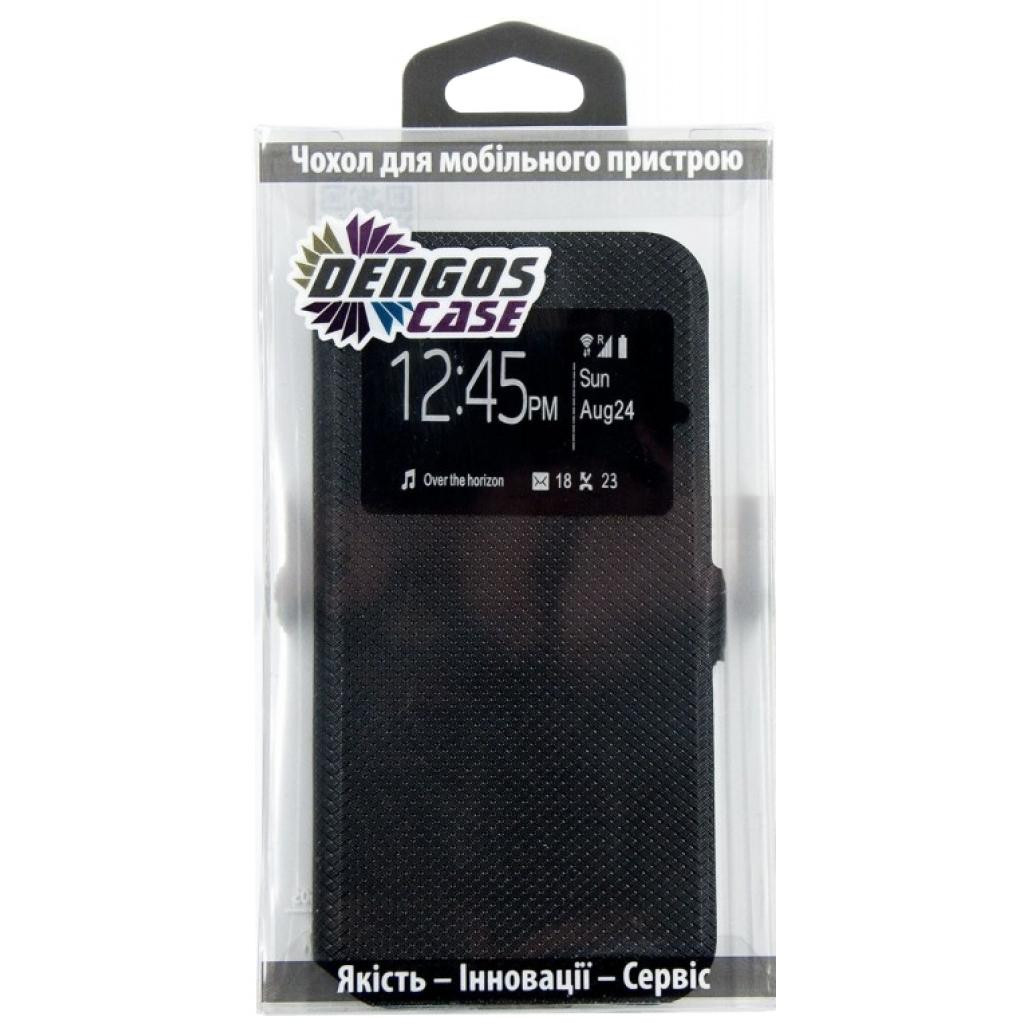 Чохол для мобільного пристрою
DENGOS
CASE
12:45PM
R
Sun
Aug24
Over the horizon 18 23
Якість – Інновації – Сервіс